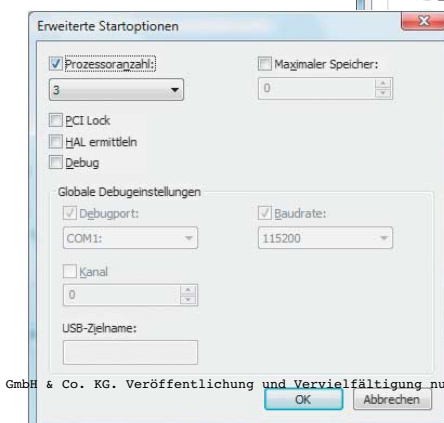 Erweiterte Startoptionen
Prozessoranzahl:
Maximaler Speicher:
3
0
PCI Lock
HAL ermitteln
Debug
Globale Debugeinstellungen
Debugport:
Baudrate:
COM1:
115200
Kanal
0
USB-Zielname:
GmbH & Co. KG. Veröffentlichung und Vervielfältigung nu
OK
Abbrechen